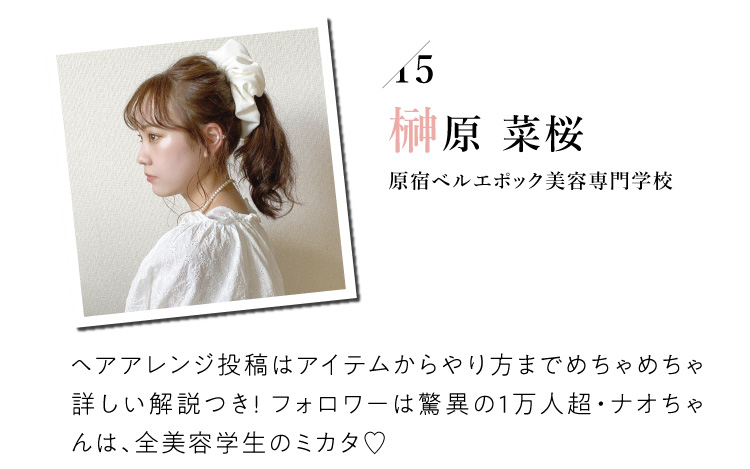 15
榊原 菜桜
原宿ベルエポック美容専門学校
ヘアアレンジ投稿はアイテムからやり方までめちゃめちゃ
詳しい解説つき! フォロワーは驚異の1万人超・ナオちゃ
んは、全美容学生のミカタ♡